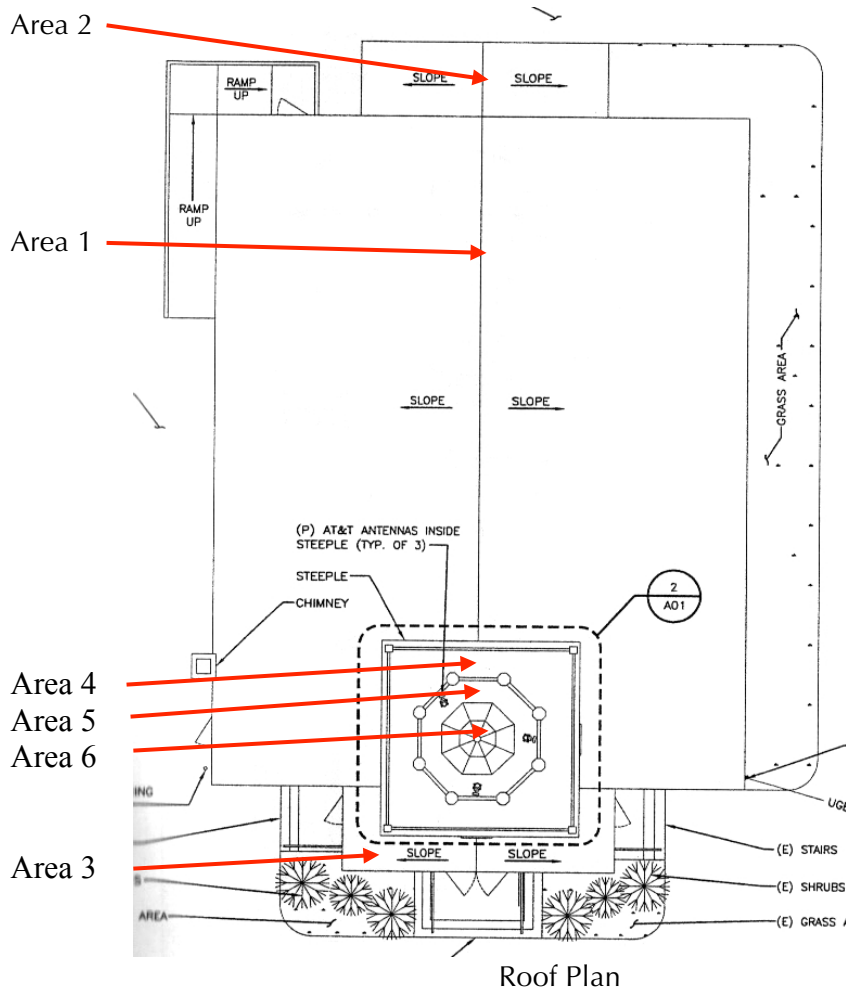 Area 2
RAMP
UP
SLOPE
SLOPE
RAMP
UP
Area 1
GRASS AREA
SLOPE
SLOPE
(P) AT&T ANTENNAS INSIDE
STEEPLE (TYP. OF 3)
STEEPLE
CHIMNEY
2
A01
Area 4
Area 5
Area 6
ING
UGE
Area 3
SLOPE
SLOPE
(E) STAIRS
S
(E) SHRUBS
AREA
(E) GRASS A
Roof Plan